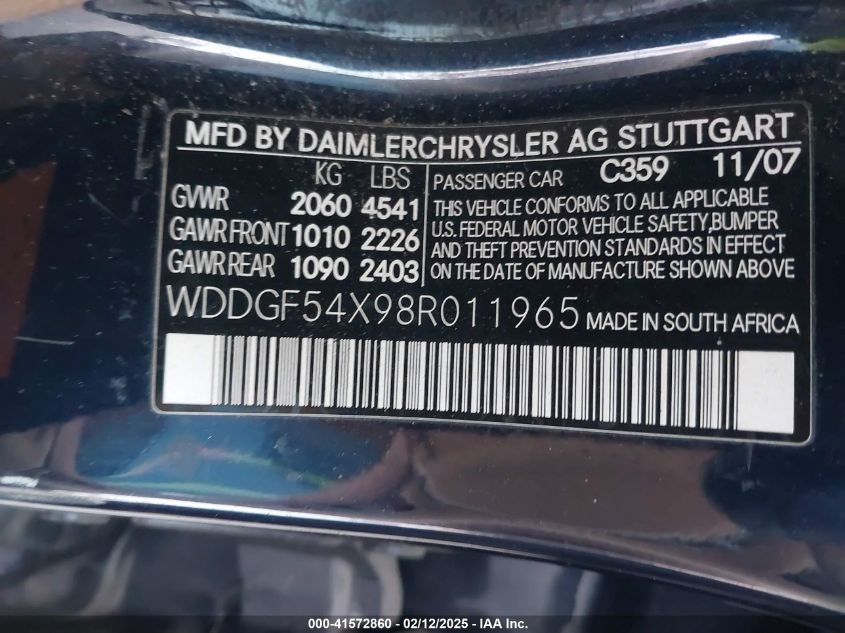 MFD BY DAIMLERCHRYSLER AG STUTTGART
KG LBS
GVWR 2060 4541
GAWR FRONT 1010 2226
GAWR REAR 1090 2403
PASSENGER CAR C359 11/07
THIS VEHICLE CONFORMS TO ALL APPLICABLE
U.S. FEDERAL MOTOR VEHICLE SAFETY,BUMPER
AND THEFT PREVENTION STANDARDS IN EFFECT
ON THE DATE OF MANUFACTURE SHOWN ABOVE
WDDGF54X98R011965 MADE IN SOUTH AFRICA
000-41572860 - 02/12/2025 - IAA Inc.